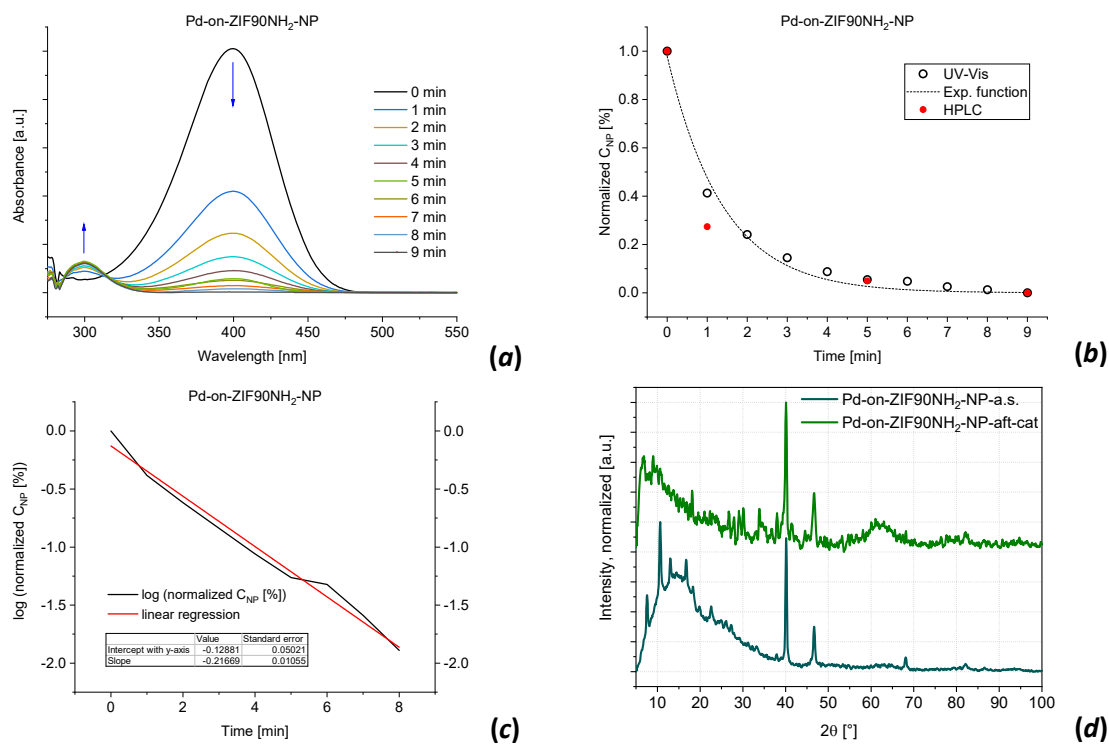 Pd-on-ZIF90NH₂-NP
Absorbance [a.u.]
0 min
1 min
2 min
3 min
4 min
5 min
6 min
7 min
8 min
9 min
300 350 400 450 500 550
Wavelength [nm]
(a)
Pd-on-ZIF90NH₂-NP
Normalized C_NP [%]
1.0
0.8
0.6
0.4
0.2
0.0
UV-Vis
Exp. function
HPLC
0 1 2 3 4 5 6 7 8 9
Time [min]
(b)
Pd-on-ZIF90NH₂-NP
log (normalized C_NP [%])
0.0 0.0
-0.5 -0.5
-1.0 -1.0
-1.5 -1.5
-2.0 -2.0
log (normalized C_NP [%])
linear regression
Value Standard error
Intercept with y-axis -0.12881 0.05021
Slope -0.21669 0.01055
0 2 4 6 8
Time [min]
(c)
Intensity, normalized [a.u.]
Pd-on-ZIF90NH₂-NP-a.s.
Pd-on-ZIF90NH₂-NP-aft-cat
10 20 30 40 50 60 70 80 90 100
2θ [°]
(d)